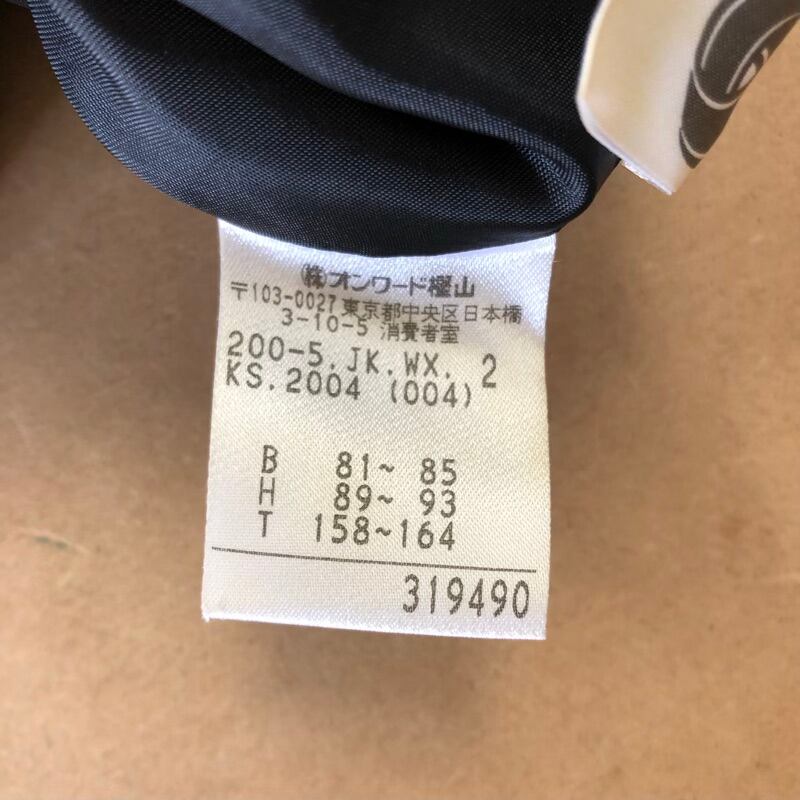 ㈱オンワード樫山
〒103-0027 東京都中央区日本橋
3-10-5 消費者室
200-5.JK.WX. 2
KS.2004 (004)
B 81~ 85
H 89~ 93
T 158~164
319490